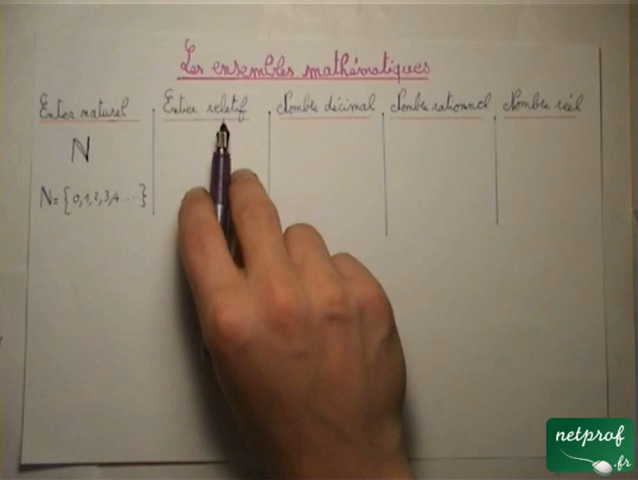 Les ensembles mathématiques
Entier naturel Entier relatif Nombre décimal Nombre rationnel Nombre réel
ℕ
N = {0,1,2,3,4....}
netprof
.fr